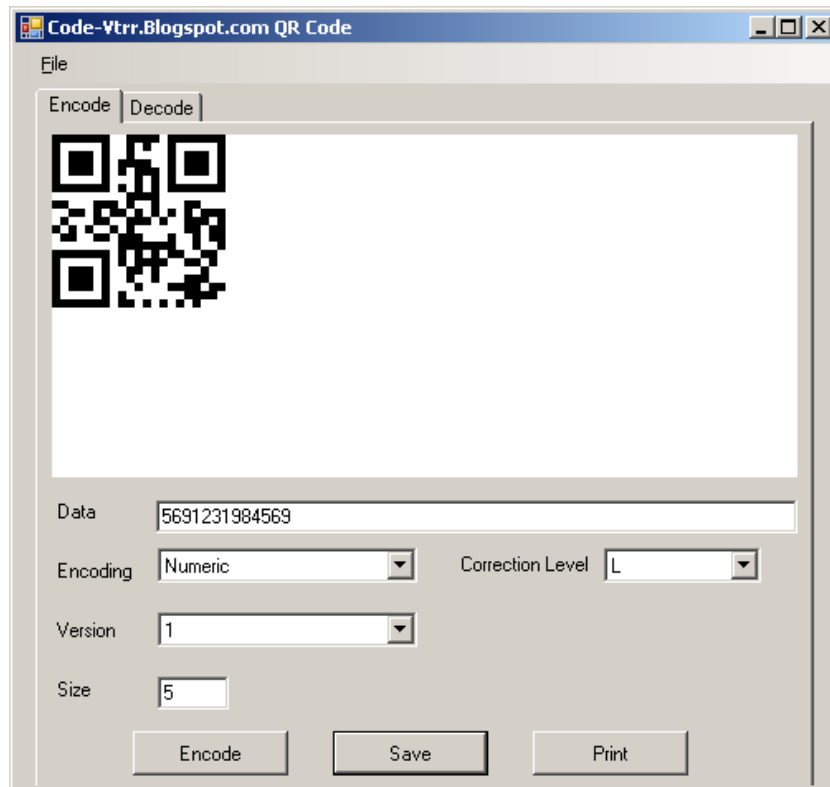 Code-Vtrr.Blogspot.com QR Code
File
Encode Decode
Data 5691231984569
Encoding Numeric Correction Level L
Version 1
Size 5
Encode Save Print